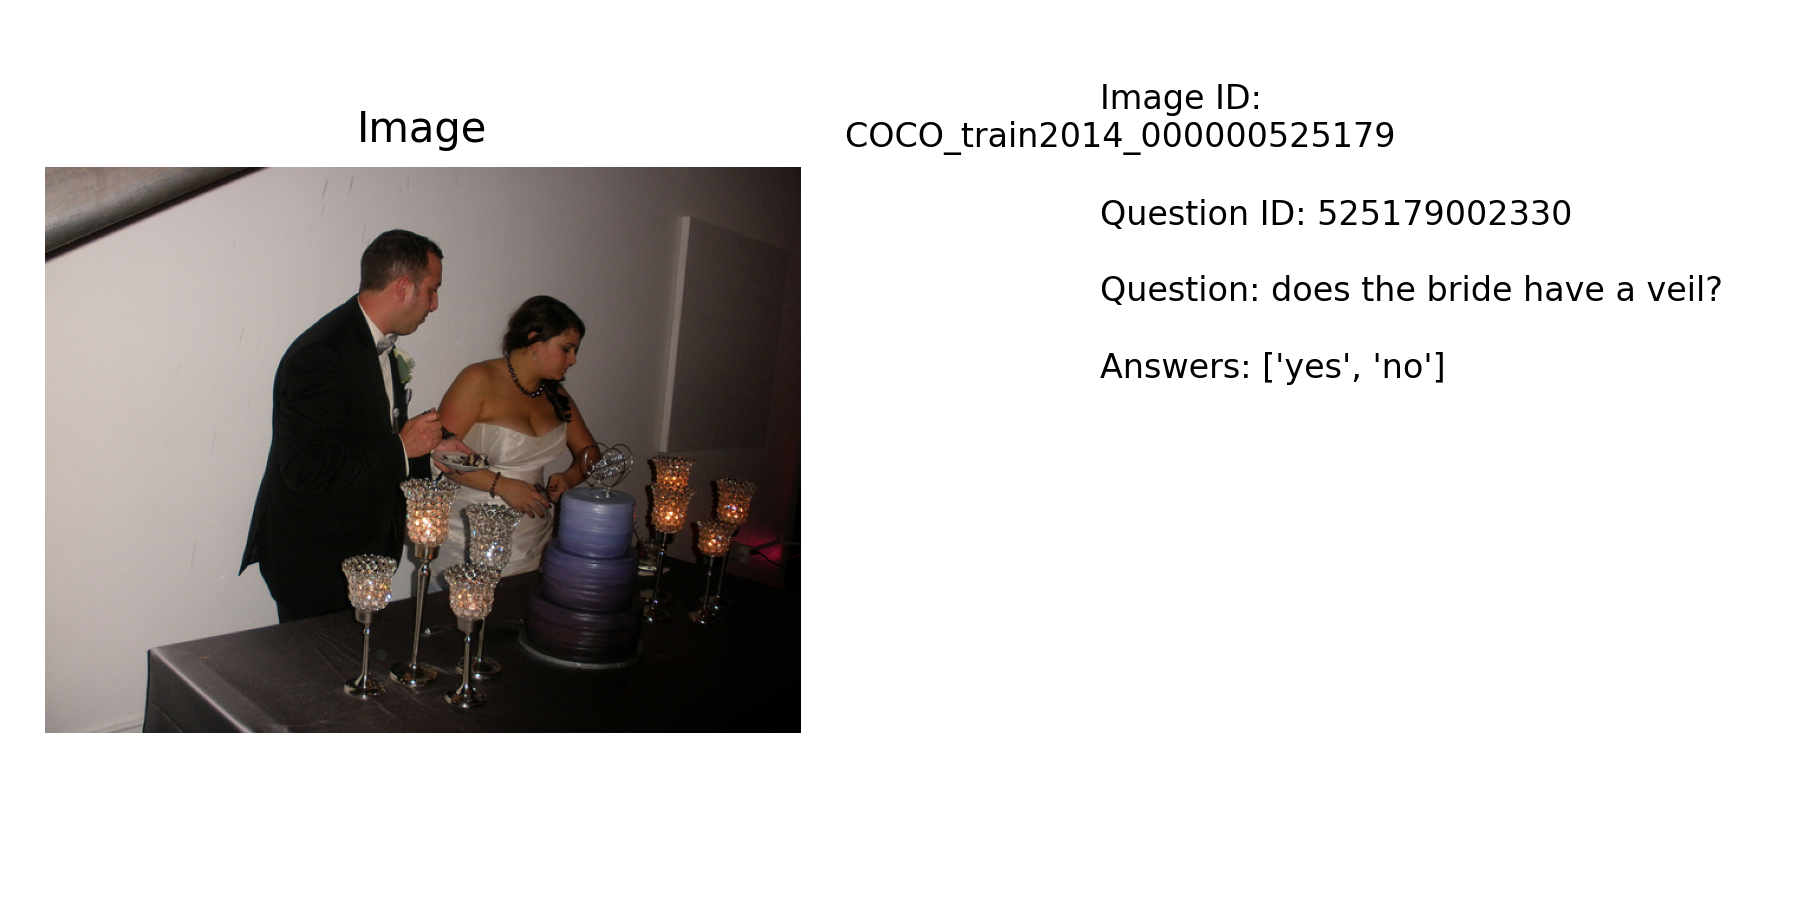 Image
Image ID:
COCO_train2014_000000525179
Question ID: 525179002330
Question: does the bride have a veil?
Answers: ['yes', 'no']